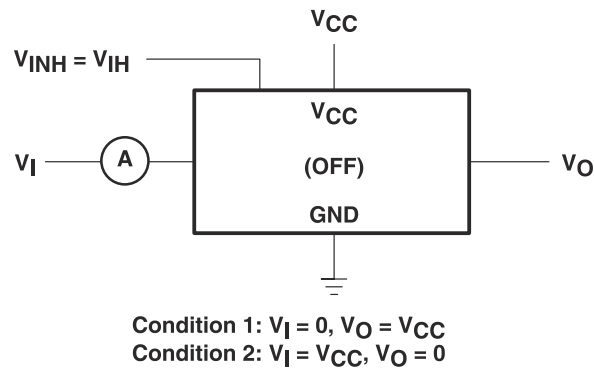 VCC
VINH = VIH
VCC
VI
A
(OFF)
VO
GND
Condition 1: VI = 0, VO = VCC
Condition 2: VI = VCC, VO = 0